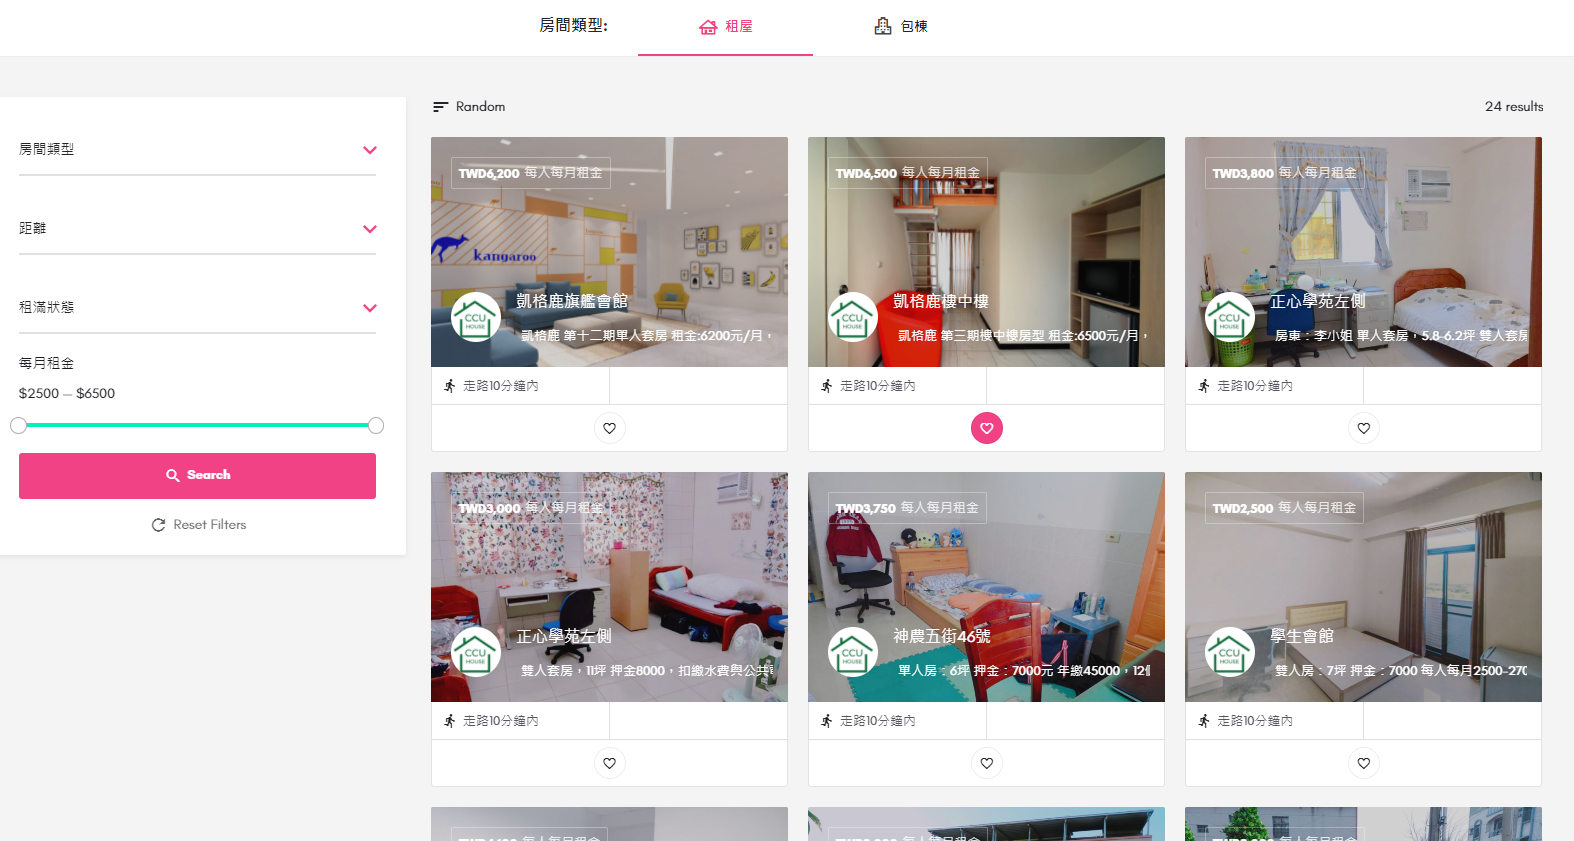 房間類型:
租屋
包棟
房間類型
距離
租滿狀態
每月租金
$2500 — $6500
Search
Reset Filters
Random
24 results
TWD6,200 每人每月租金
kangaroo
CCU
HOUSE
凱格鹿旗艦會館
凱格鹿 第十二期單人套房 租金:6200元/月，
走路10分鐘內
TWD6,500 每人每月租金
CCU
HOUSE
凱格鹿樓中樓
凱格鹿 第三期樓中樓房型 租金:6500元/月，
走路10分鐘內
TWD3,800 每人每月租金
CCU
HOUSE
正心學苑左側
房東：李小姐 單人套房，5.8-6.2坪 雙人套房
走路10分鐘內
TWD3,000 每人每月租金
CCU
HOUSE
正心學苑左側
雙人套房，11坪 押金8000，扣繳水費與公共
走路10分鐘內
TWD3,750 每人每月租金
CCU
HOUSE
神農五街46號
單人房：6坪 押金：7000元 年繳45000，12
走路10分鐘內
TWD2,500 每人每月租金
CCU
HOUSE
學生會館
雙人房：7坪 押金：7000 每人每月2500-270
走路10分鐘內